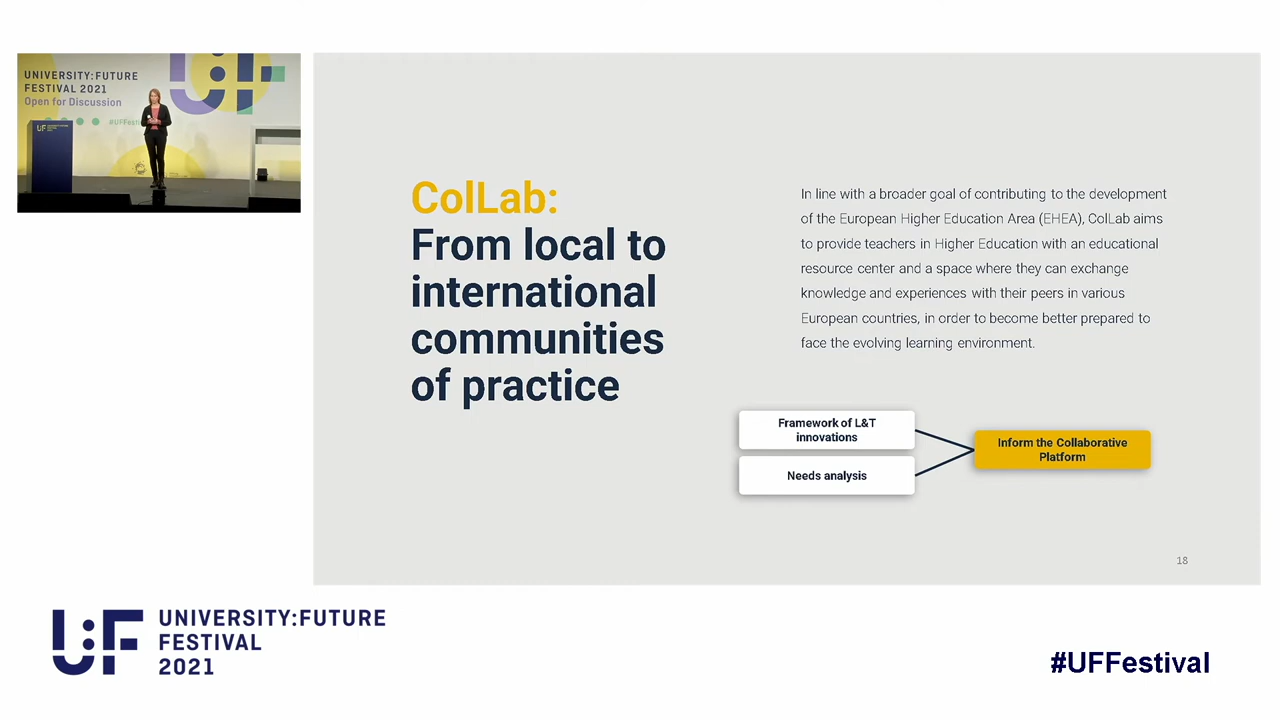 UNIVERSITY:FUTURE
FESTIVAL 2021
Open for Discussion
U:F
#UFFest
UF
ColLab:
From local to
international
communities
of practice
In line with a broader goal of contributing to the development
of the European Higher Education Area (EHEA), ColLab aims
to provide teachers in Higher Education with an educational
resource center and a space where they can exchange
knowledge and experiences with their peers in various
European countries, in order to become better prepared to
face the evolving learning environment.
Framework of L&T
innovations
Needs analysis
Inform the Collaborative
Platform
18
U:F
UNIVERSITY:FUTURE
FESTIVAL
2021
#UFFestival